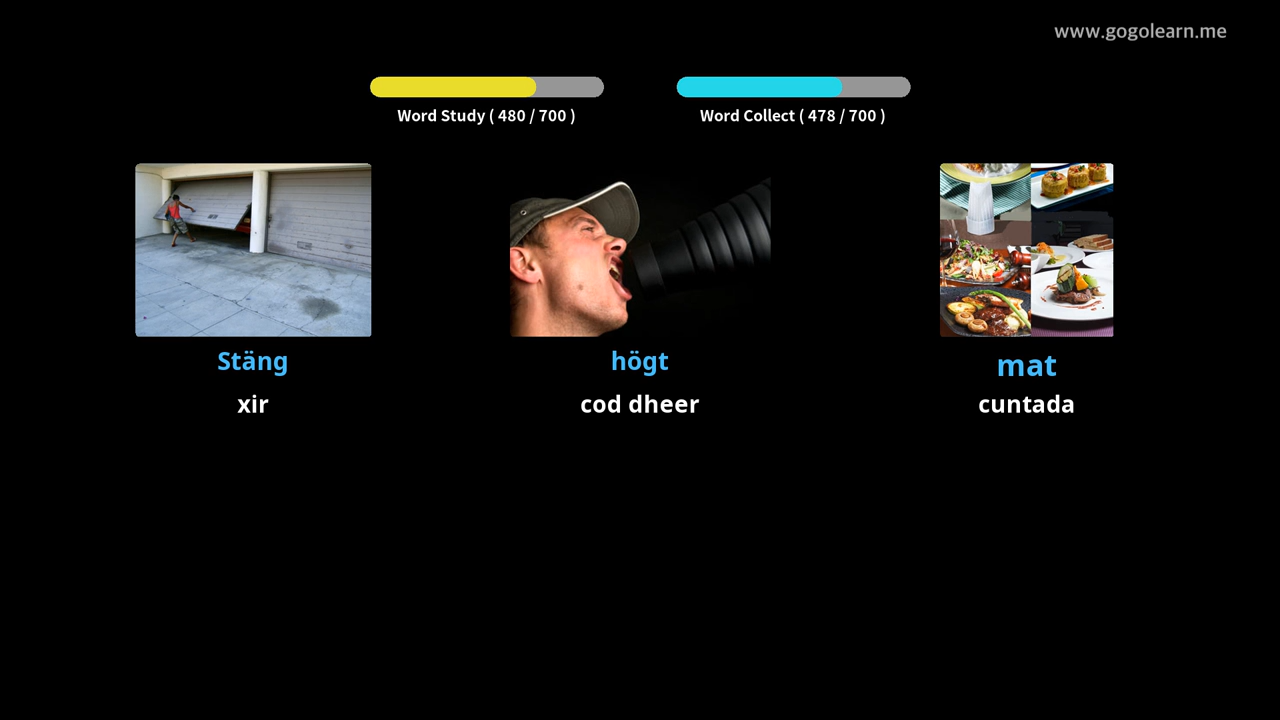 www.gogolearn.me
Word Study ( 480 / 700 )
Word Collect ( 478 / 700 )
Stäng
högt
mat
xir
cod dheer
cuntada